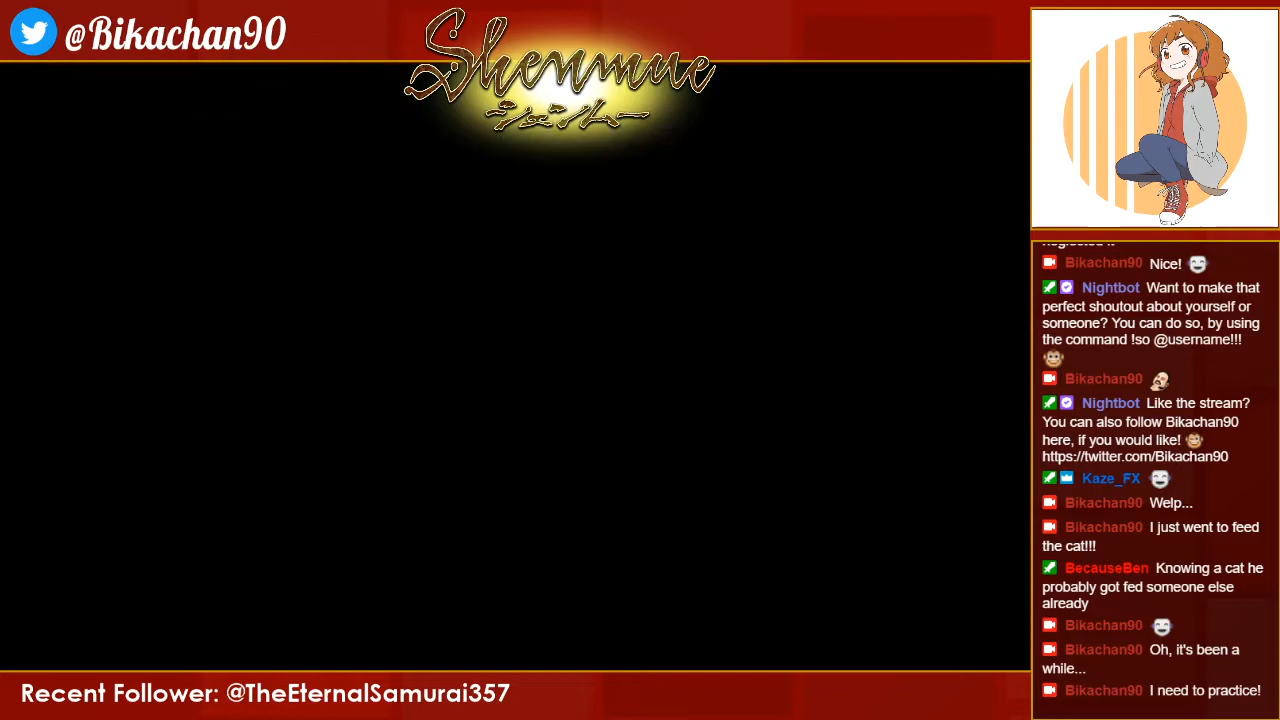 @Bikachan90
Shenmue
シェンムー
Bikachan90 Nice!
Nightbot Want to make that
perfect shoutout about yourself or
someone? You can do so, by using
the command !so @username!!!
Bikachan90
Nightbot Like the stream?
You can also follow Bikachan90
here, if you would like!
https://twitter.com/Bikachan90
Kaze_FX
Bikachan90 Welp...
Bikachan90 I just went to feed
the cat!!!
BecauseBen Knowing a cat he
probably got fed someone else
already
Bikachan90
Bikachan90 Oh, it's been a
while...
Bikachan90 I need to practice!
Recent Follower: @TheEternalSamurai357